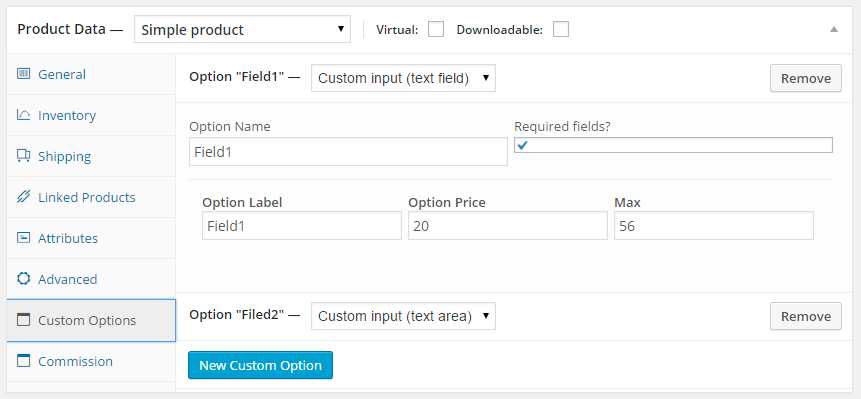 Product Data — Simple product Virtual: Downloadable:
General
Inventory
Shipping
Linked Products
Attributes
Advanced
Custom Options
Commission
Option "Field1" — Custom input (text field) Remove
Option Name Required fields?
Field1
Option Label Option Price Max
Field1 20 56
Option "Filed2" — Custom input (text area) Remove
New Custom Option